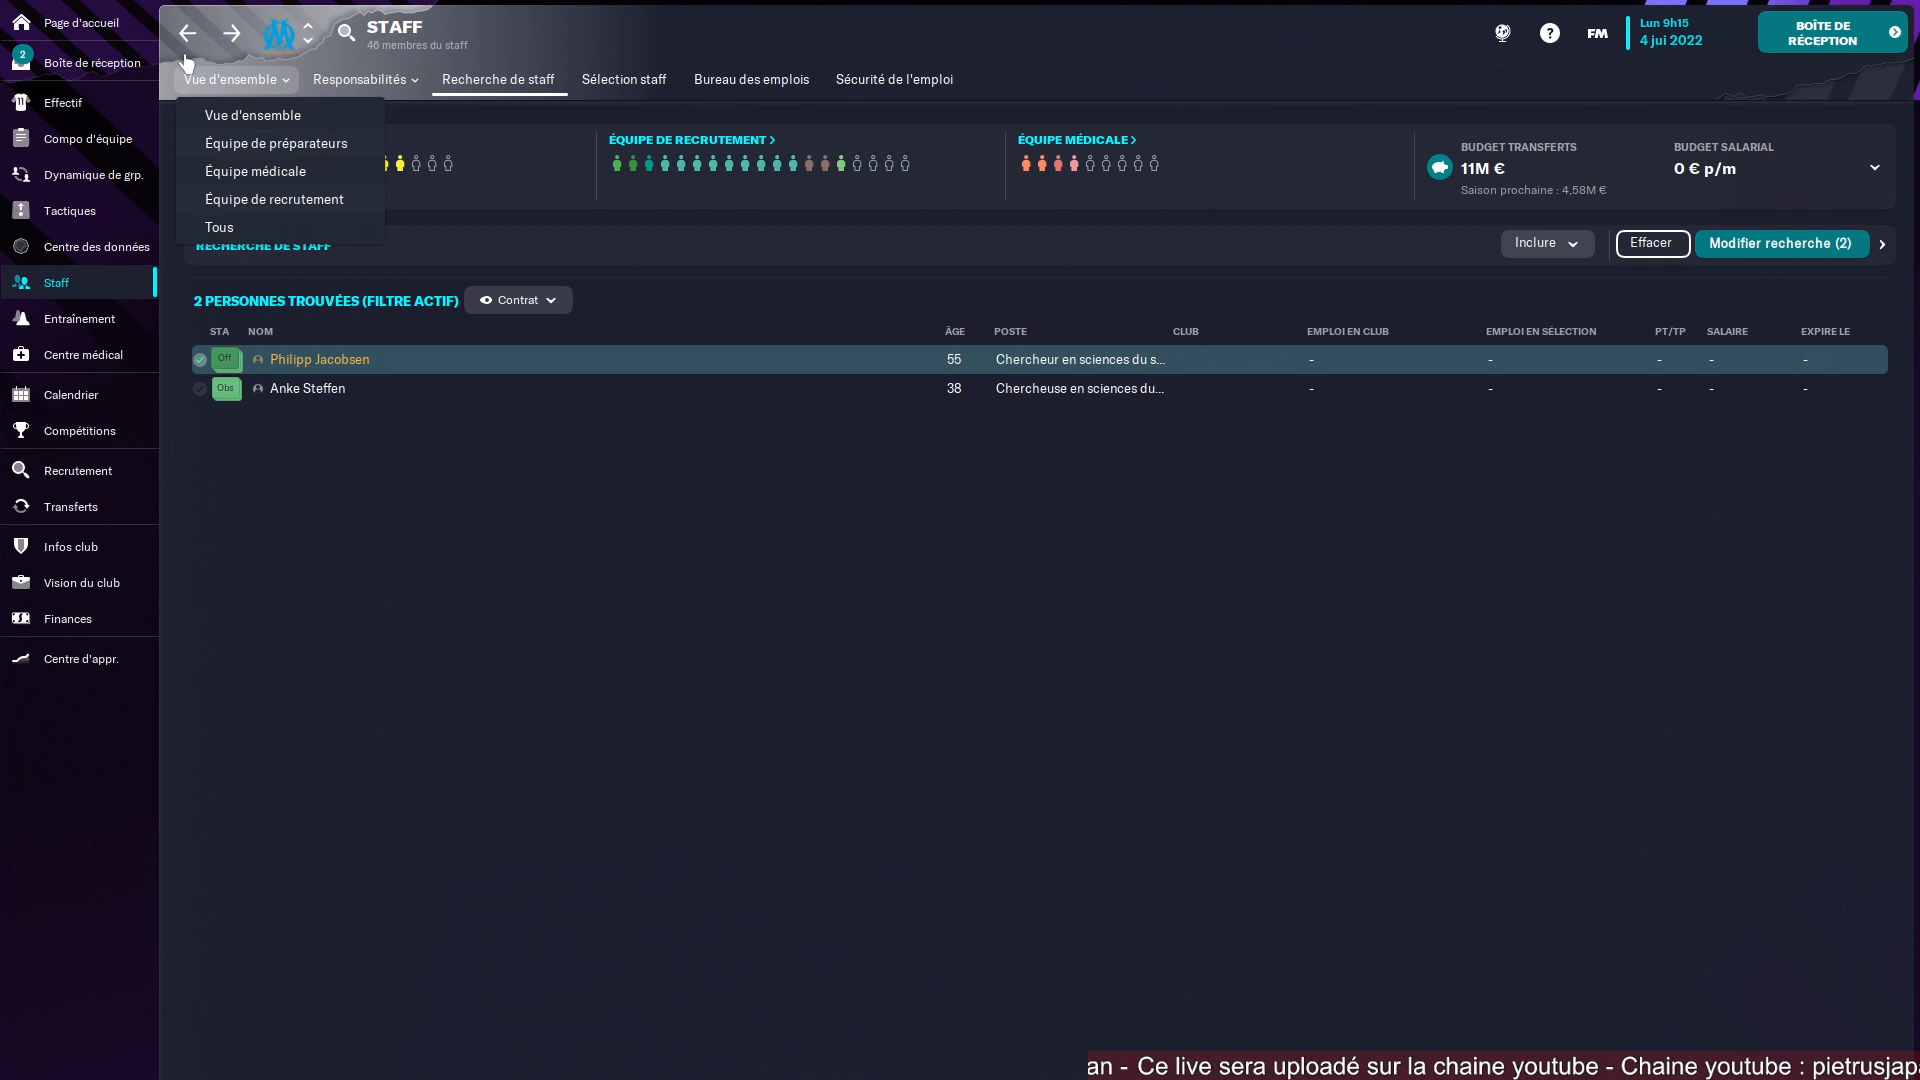 Page d'accueil
2
Boîte de réception
Effectif
Compo d'équipe
Dynamique de grp.
Tactiques
Centre des données
Staff
Entraînement
Centre médical
Calendrier
Compétitions
Recrutement
Transferts
Infos club
Vision du club
Finances
Centre d'appr.
STAFF
46 membres du staff
FM
Lun 9h15
4 jui 2022
BOÎTE DE
RÉCEPTION
Vue d'ensemble
Responsabilités
Recherche de staff
Sélection staff
Bureau des emplois
Sécurité de l'emploi
Vue d'ensemble
Équipe de préparateurs
Équipe médicale
Équipe de recrutement
Tous
ÉQUIPE DE RECRUTEMENT >
ÉQUIPE MÉDICALE >
BUDGET TRANSFERTS
11M €
Saison prochaine : 4,58M €
BUDGET SALARIAL
0 € p/m
RECHERCHE DE STAFF
Inclure
Effacer
Modifier recherche (2)
2 PERSONNES TROUVÉES (FILTRE ACTIF)
Contrat
STA NOM ÂGE POSTE CLUB EMPLOI EN CLUB EMPLOI EN SÉLECTION PT/TP SALAIRE EXPIRE LE
Off Philipp Jacobsen 55 Chercheur en sciences du s... - - - - -
Obs Anke Steffen 38 Chercheuse en sciences du... - - - - -
an - Ce live sera uploadé sur la chaine youtube - Chaine youtube : pietrusjap